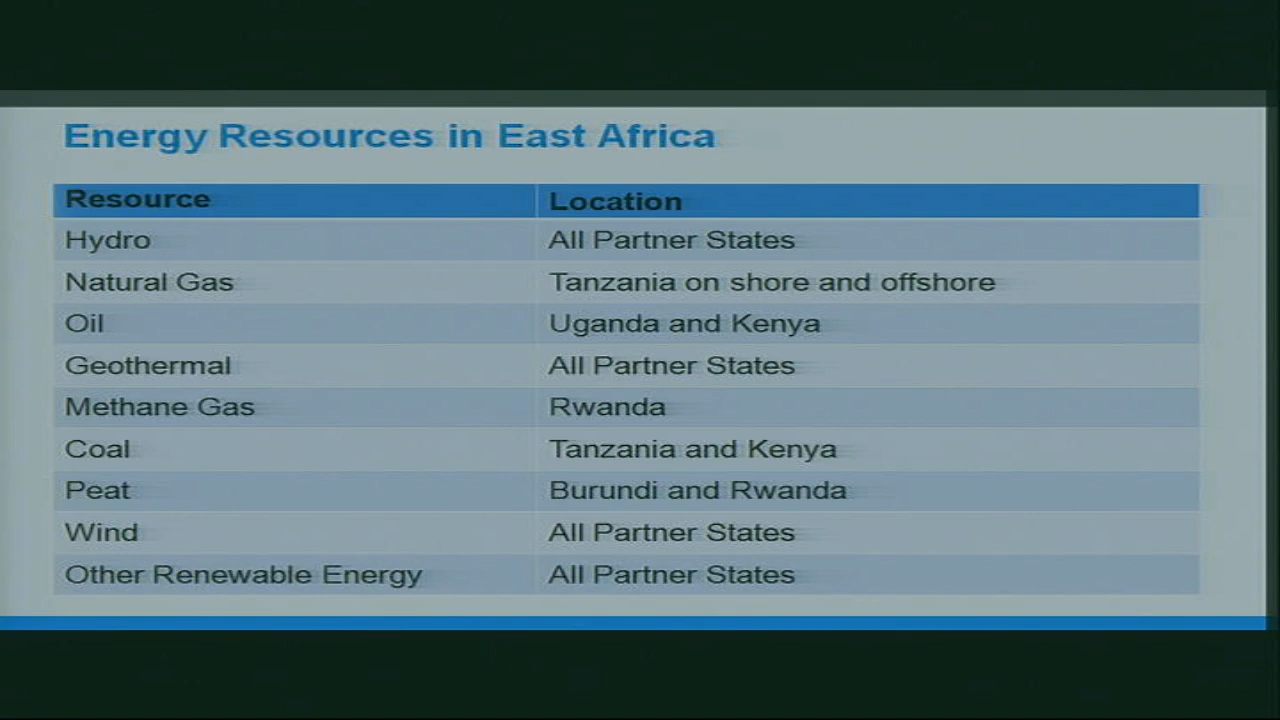 Energy Resources in East Africa
Resource Location
Hydro All Partner States
Natural Gas Tanzania on shore and offshore
Oil Uganda and Kenya
Geothermal All Partner States
Methane Gas Rwanda
Coal Tanzania and Kenya
Peat Burundi and Rwanda
Wind All Partner States
Other Renewable Energy All Partner States